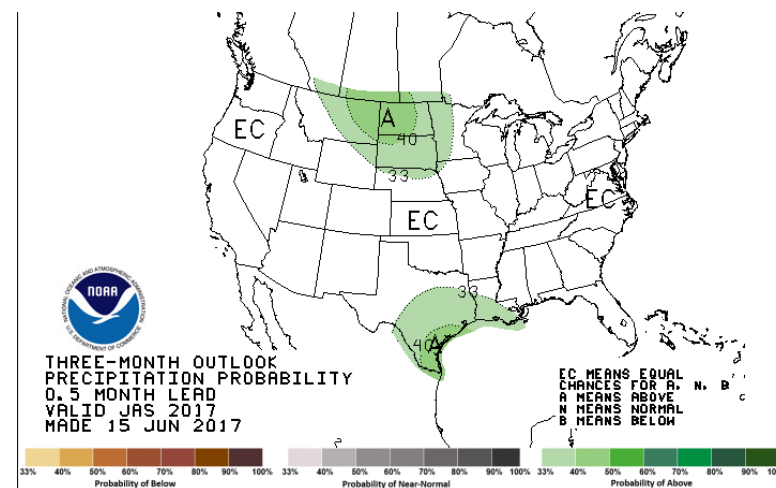 A
EC
40
33
EC
EC
33
40
A
NATIONAL OCEANIC AND ATMOSPHERIC ADMINISTRATION
NOAA
U.S. DEPARTMENT OF COMMERCE
THREE-MONTH OUTLOOK
PRECIPITATION PROBABILITY
0.5 MONTH LEAD
VALID JAS 2017
MADE 15 JUN 2017
EC MEANS EQUAL
CHANCES FOR A, N, B
A MEANS ABOVE
N MEANS NORMAL
B MEANS BELOW
33% 40% 50% 60% 70% 80% 90% 100%
Probability of Below
33% 40% 50% 60% 70% 80% 90% 100%
Probability of Near-Normal
33% 40% 50% 60% 70% 80% 90%
Probability of Above